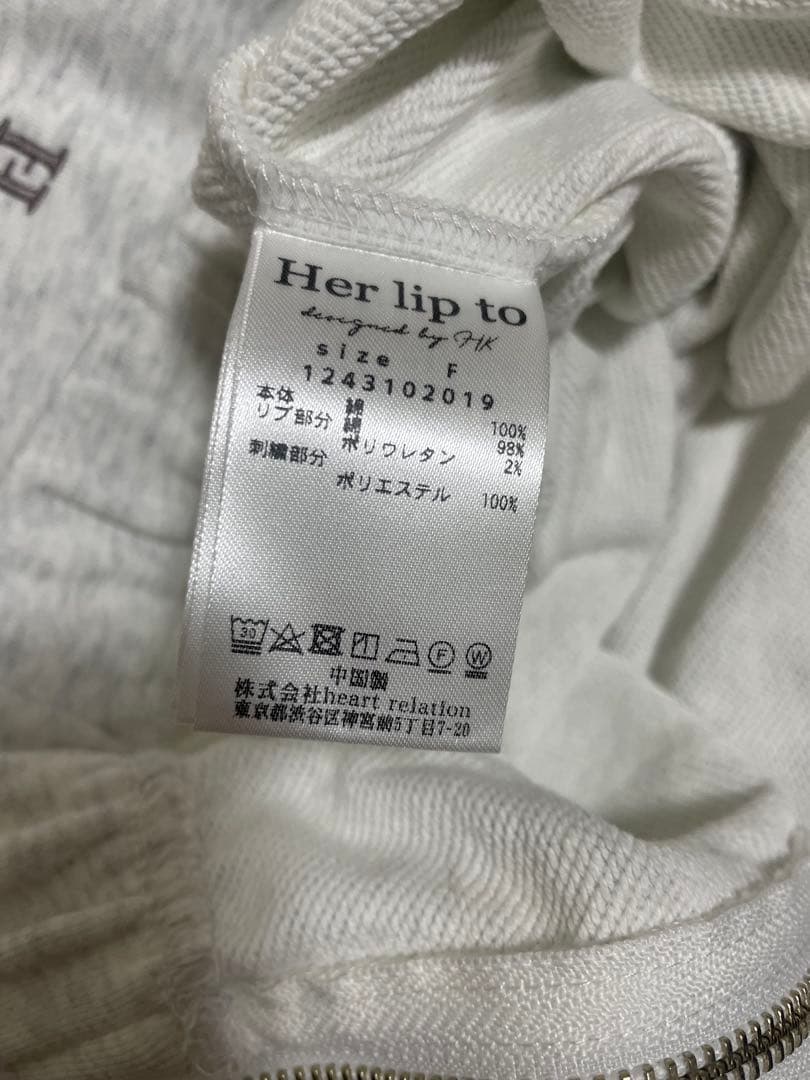 H
Her lip to
designed by HK
size F
1243102019
本体 綿 100%
リブ部分 綿 98%
ポリウレタン 2%
刺繍部分
ポリエステル 100%
30
F
W
中国製
株式会社heart relation
東京都渋谷区神宮前5丁目7-20